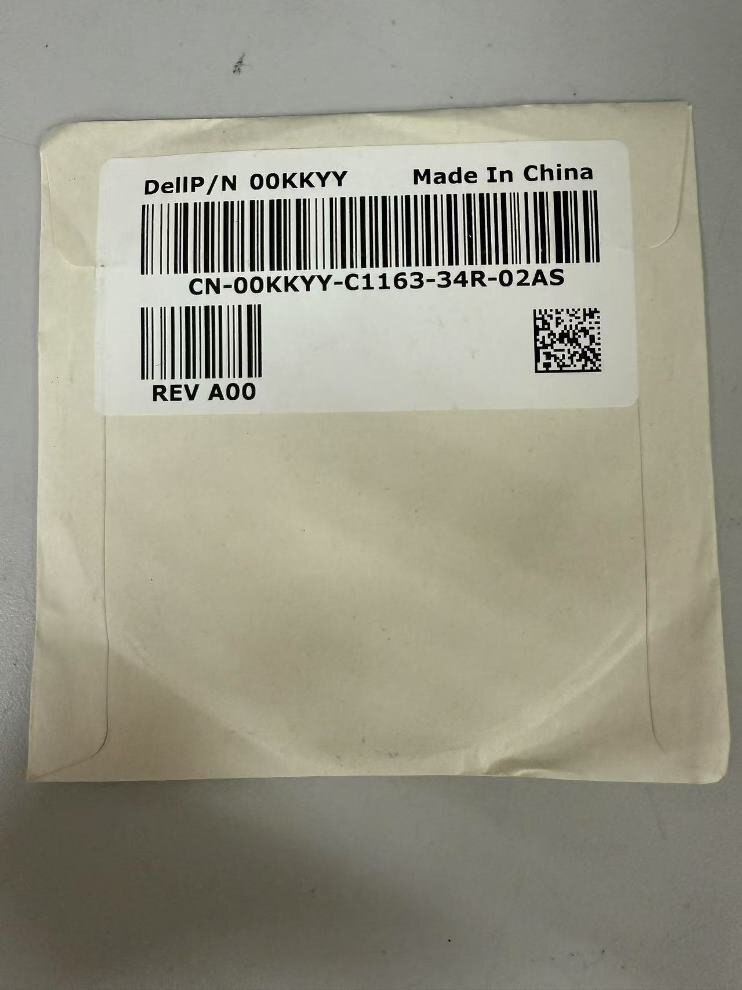 DellP/N 00KKYY Made In China
CN-00KKYY-C1163-34R-02AS
REV A00